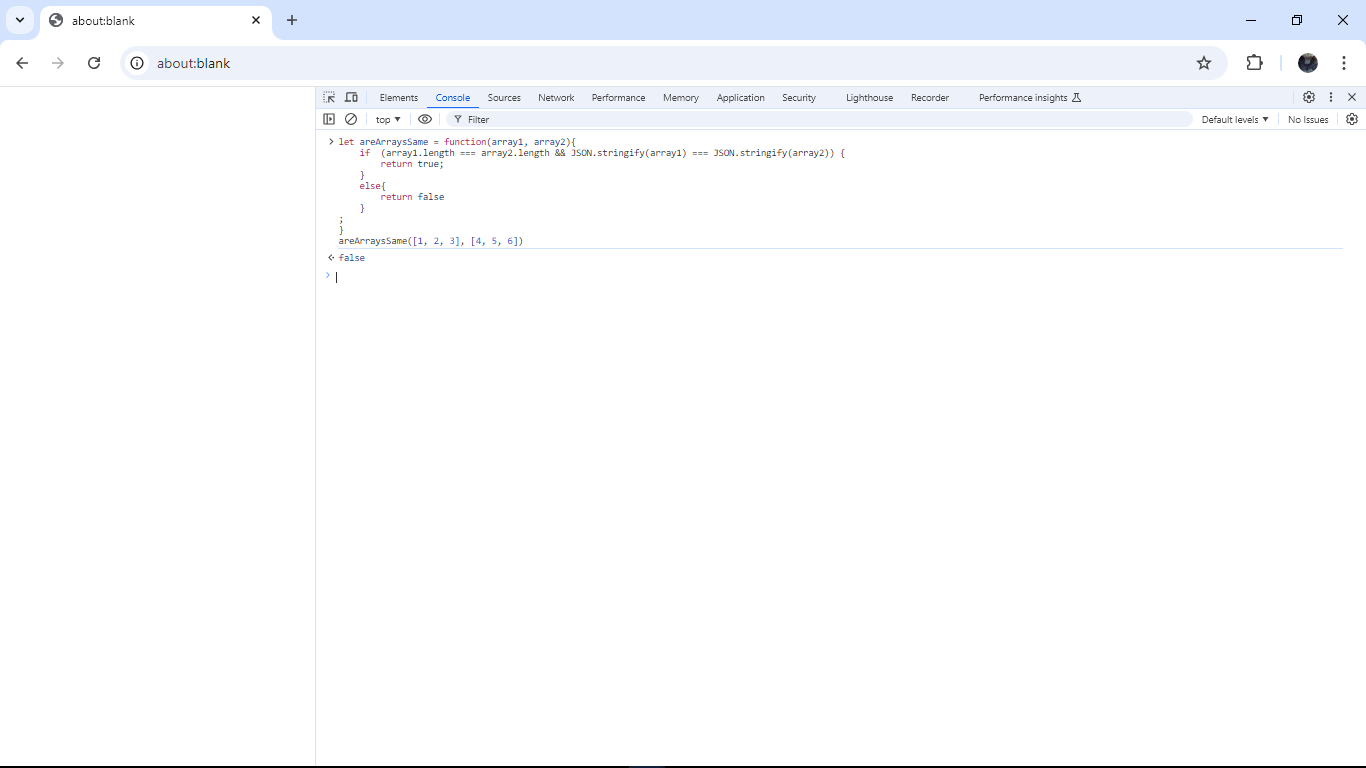 about:blank
about:blank
Elements Console Sources Network Performance Memory Application Security Lighthouse Recorder Performance insights
top Filter Default levels No Issues
let areArraysSame = function(array1, array2){
    if  (array1.length === array2.length && JSON.stringify(array1) === JSON.stringify(array2)) {
        return true;
    }
    else{
        return false
    }
;
}
areArraysSame([1, 2, 3], [4, 5, 6])
false